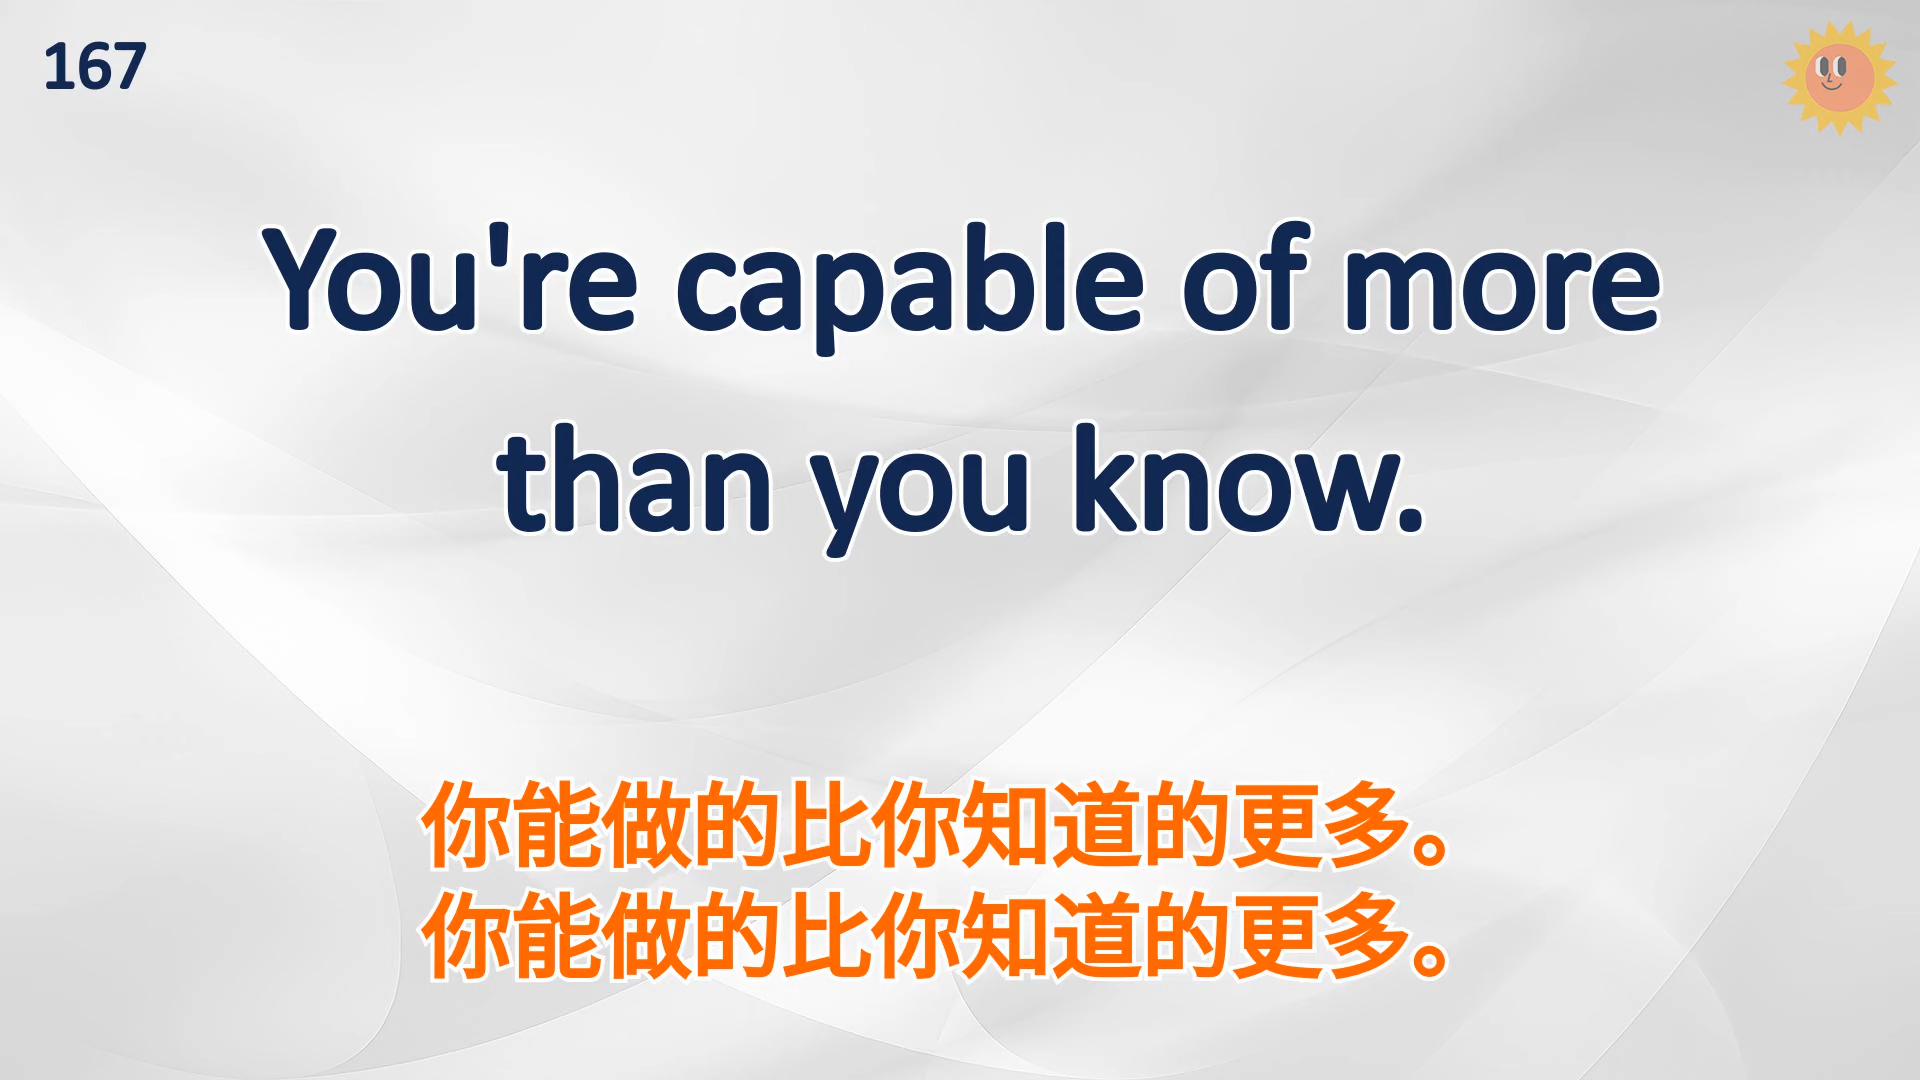 167
You're capable of more
than you know.
你能做的比你知道的更多。
你能做的比你知道的更多。